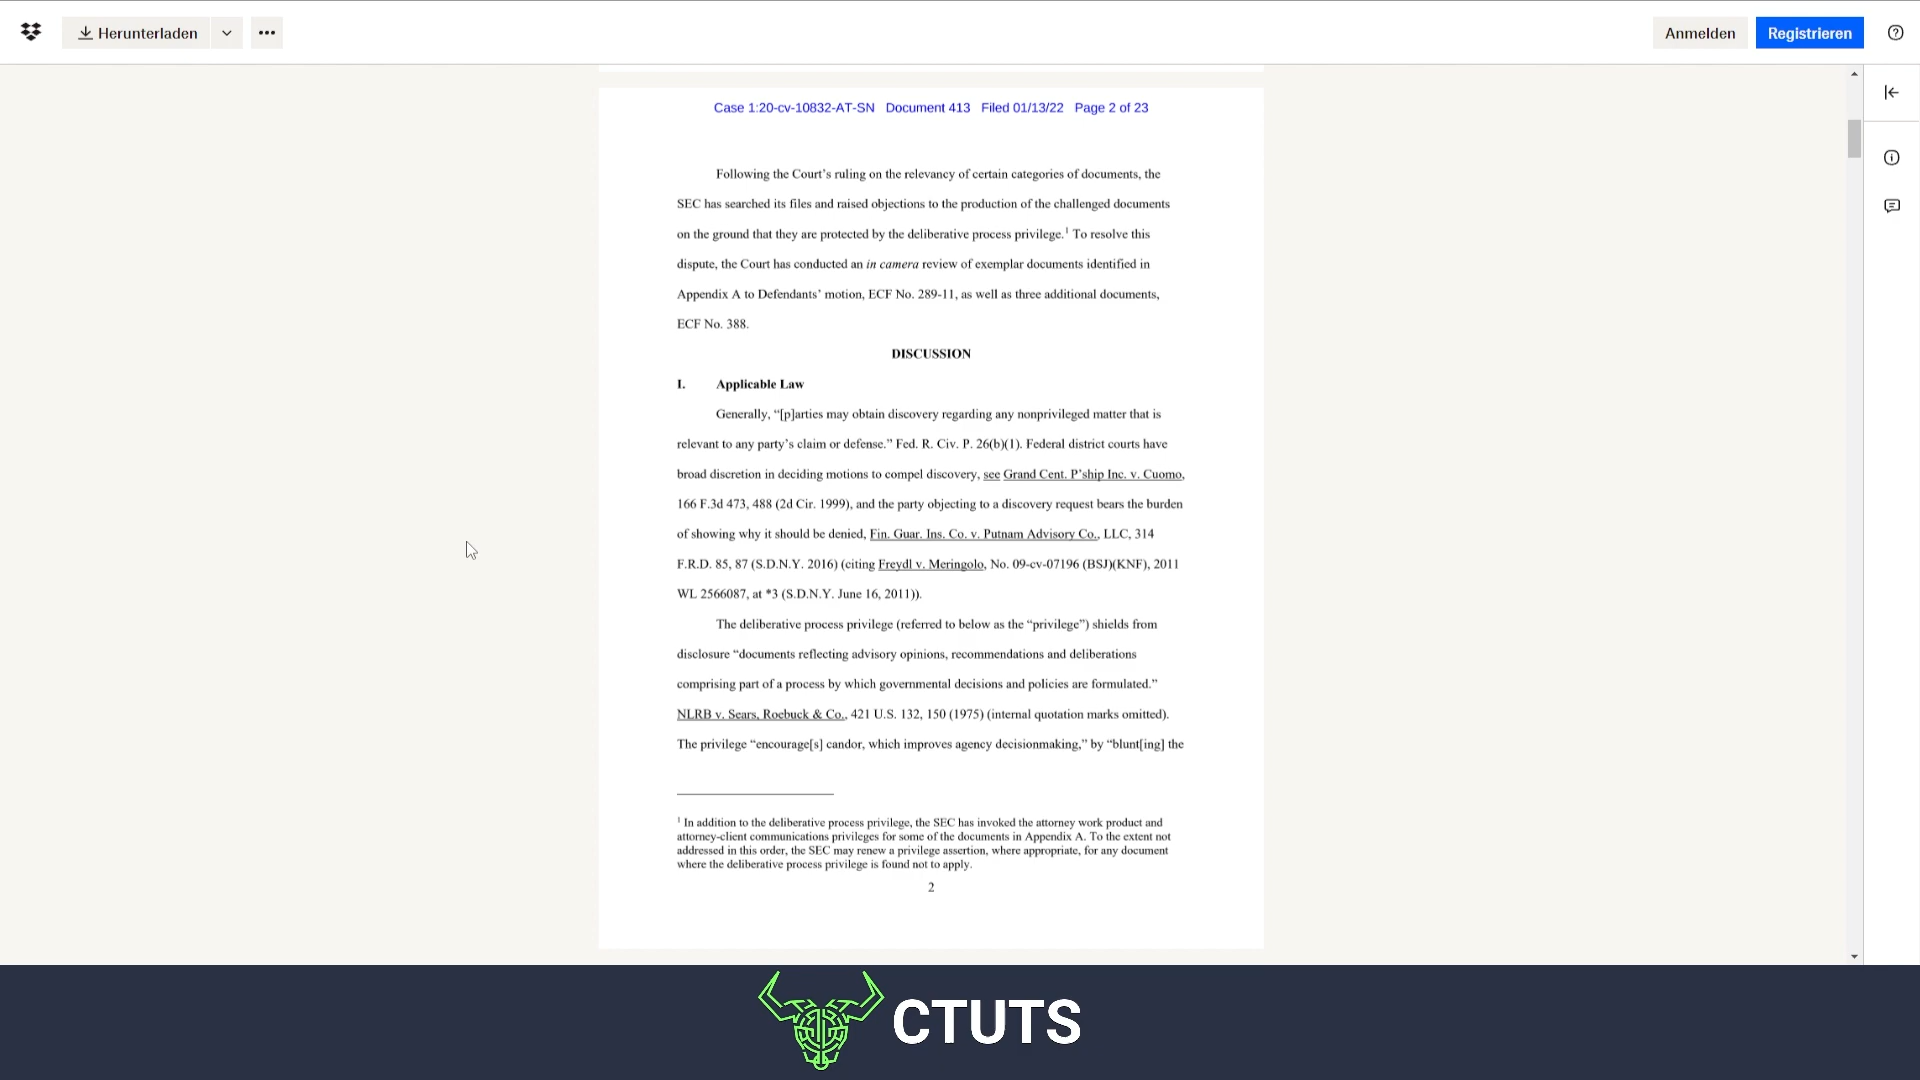 Herunterladen
Anmelden
Registrieren
Case 1:20-cv-10832-AT-SN Document 413 Filed 01/13/22 Page 2 of 23
Following the Court’s ruling on the relevancy of certain categories of documents, the
SEC has searched its files and raised objections to the production of the challenged documents
on the ground that they are protected by the deliberative process privilege.1 To resolve this
dispute, the Court has conducted an in camera review of exemplar documents identified in
Appendix A to Defendants’ motion, ECF No. 289-11, as well as three additional documents,
ECF No. 388.
DISCUSSION
I. Applicable Law
Generally, “[p]arties may obtain discovery regarding any nonprivileged matter that is
relevant to any party’s claim or defense.” Fed. R. Civ. P. 26(b)(1). Federal district courts have
broad discretion in deciding motions to compel discovery, see Grand Cent. P’ship Inc. v. Cuomo,
166 F.3d 473, 488 (2d Cir. 1999), and the party objecting to a discovery request bears the burden
of showing why it should be denied, Fin. Guar. Ins. Co. v. Putnam Advisory Co., LLC, 314
F.R.D. 85, 87 (S.D.N.Y. 2016) (citing Freydl v. Meringolo, No. 09-cv-07196 (BSJ)(KNF), 2011
WL 2566087, at *3 (S.D.N.Y. June 16, 2011)).
The deliberative process privilege (referred to below as the “privilege”) shields from
disclosure “documents reflecting advisory opinions, recommendations and deliberations
comprising part of a process by which governmental decisions and policies are formulated.”
NLRB v. Sears, Roebuck & Co., 421 U.S. 132, 150 (1975) (internal quotation marks omitted).
The privilege “encourage[s] candor, which improves agency decisionmaking,” by “blunt[ing] the
1 In addition to the deliberative process privilege, the SEC has invoked the attorney work product and
attorney-client communications privileges for some of the documents in Appendix A. To the extent not
addressed in this order, the SEC may renew a privilege assertion, where appropriate, for any document
where the deliberative process privilege is found not to apply.
2
CTUTS